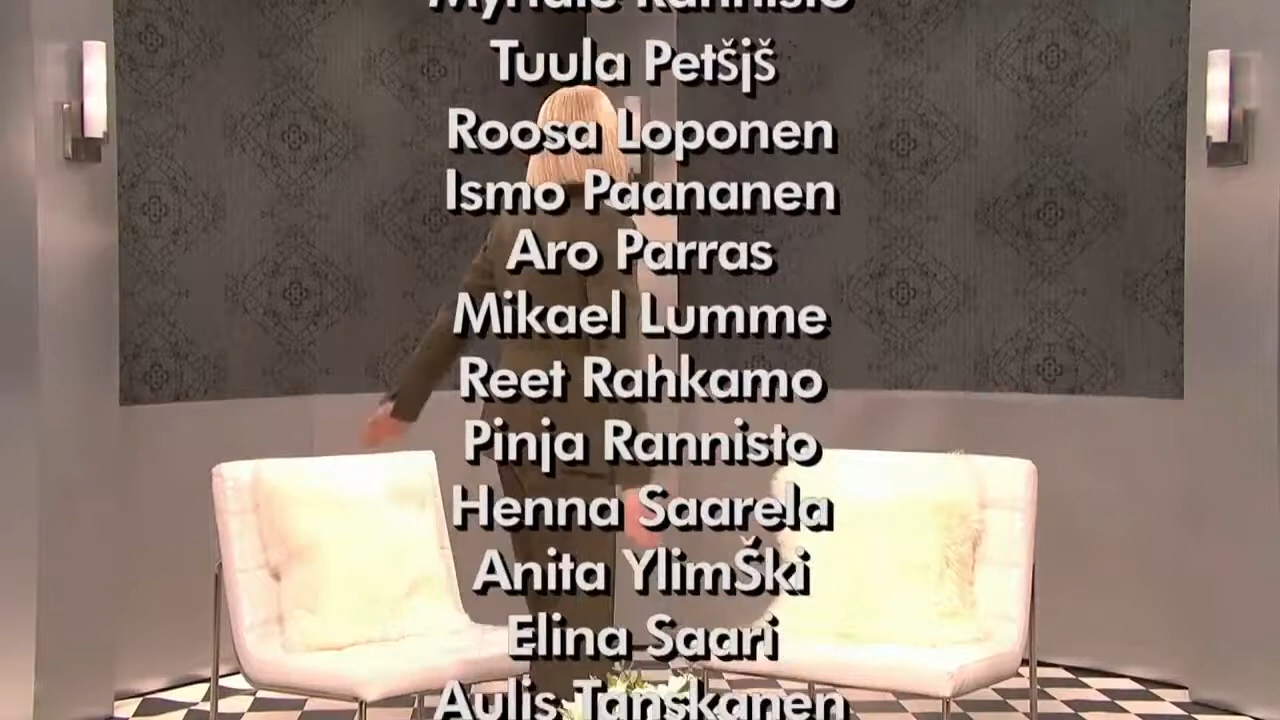 Tuula Petšjš
Roosa Loponen
Ismo Paananen
Aro Parras
Mikael Lumme
Reet Rahkamo
Pinja Rannisto
Henna Saarela
Anita YlimŠki
Elina Saari
Aulis Tanskanen